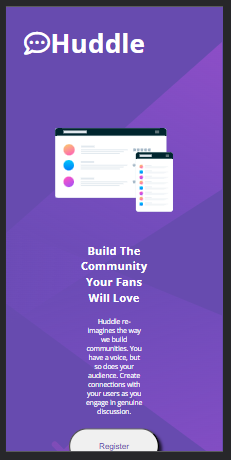 Huddle
Build The
Community
Your Fans
Will Love
Huddle re-
imagines the way
we build
communities. You
have a voice, but
so does your
audience. Create
connections with
your users as you
engage in genuine
discussion.
Register